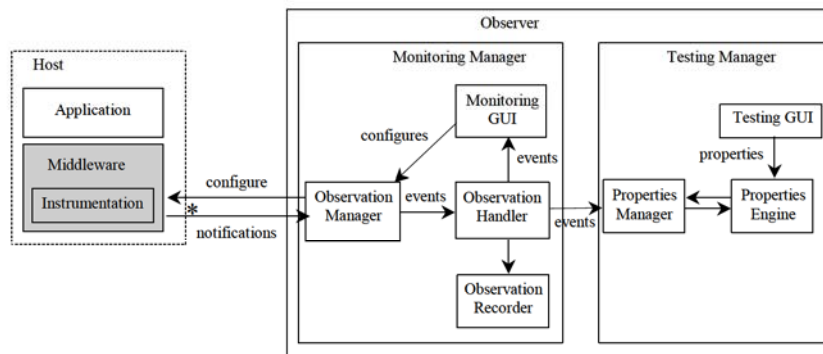 Observer
Host
Monitoring Manager
Testing Manager
Application
Monitoring
GUI
Testing GUI
configures
properties
Middleware
events
configure
Instrumentation
Observation
Manager
events
Observation
Handler
events
Properties
Manager
Properties
Engine
*
notifications
Observation
Recorder